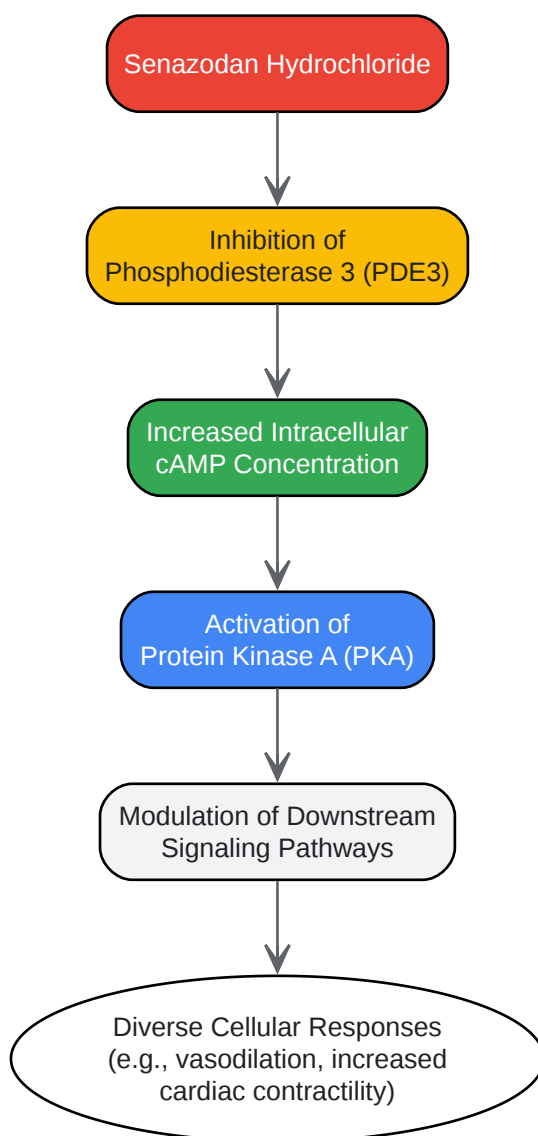 Senazodan Hydrochloride
Inhibition of
Phosphodiesterase 3 (PDE3)
Increased Intracellular
cAMP Concentration
Activation of
Protein Kinase A (PKA)
Modulation of Downstream
Signaling Pathways
Diverse Cellular Responses
(e.g., vasodilation, increased
cardiac contractility)